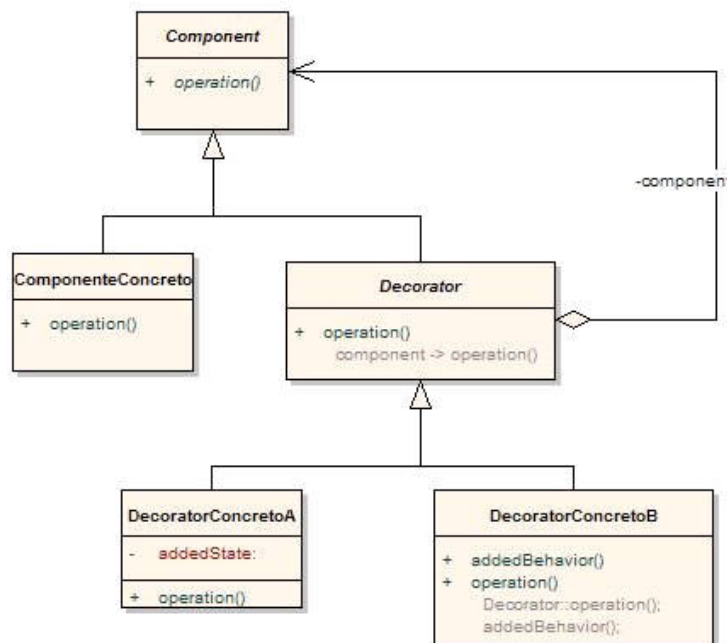 Component
+ operation()
-component
ComponenteConcreto
+ operation()
Decorator
+ operation()
component -> operation()
DecoratorConcretoA
- addedState:
+ operation()
DecoratorConcretoB
+ addedBehavior()
+ operation()
Decorator::operation();
addedBehavior();